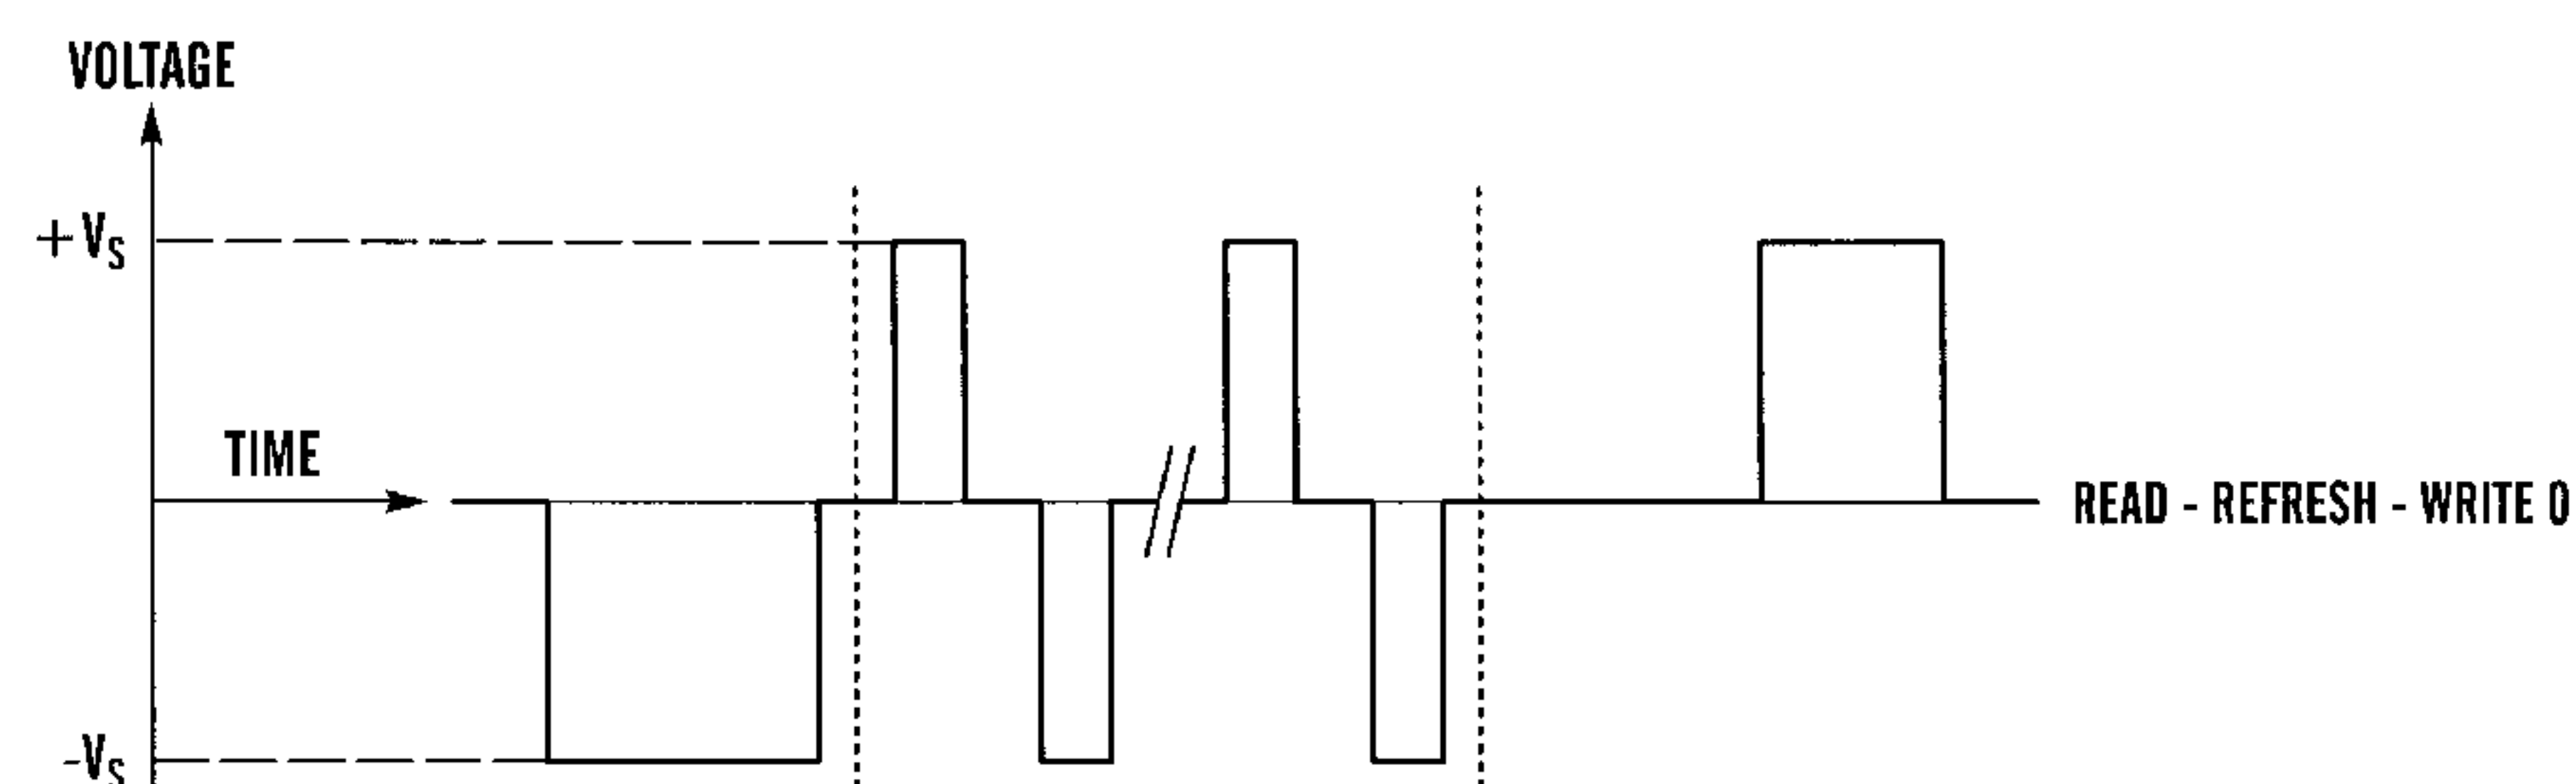 VOLTAGE
+ VS
TIME
READ - REFRESH - WRITE 0
-VS